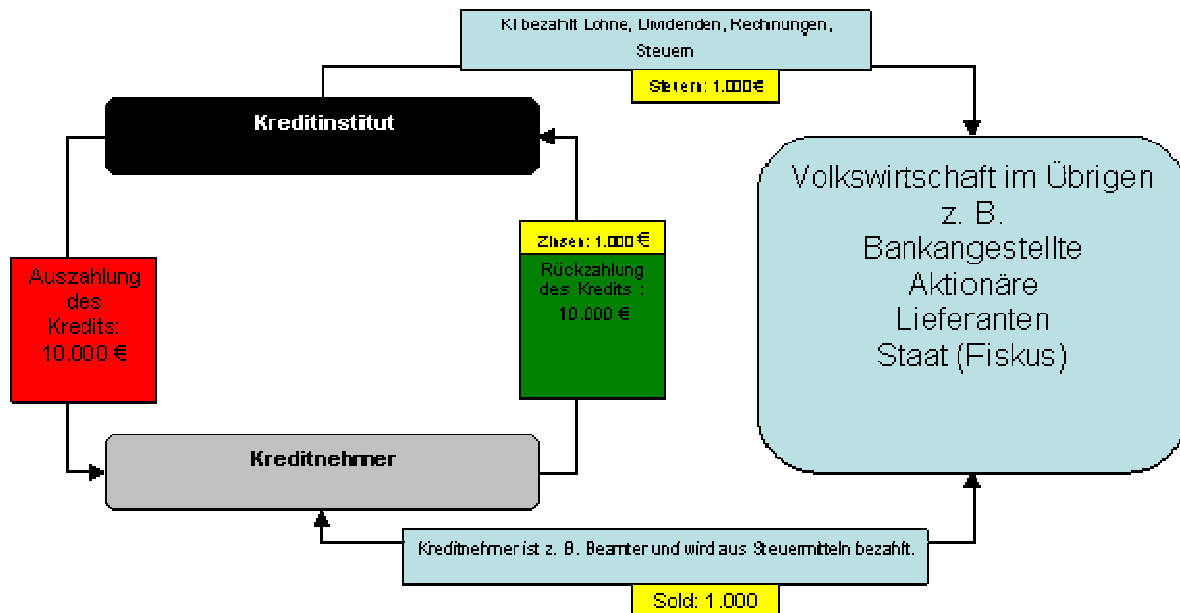 KI bezahlt Löhne, Dividenden, Rechnungen,
Steuern
Steuern: 1.000 €
Kreditinstitut
Volkswirtschaft im Übrigen
z. B.
Bankangestellte
Aktionäre
Lieferanten
Staat (Fiskus)
Zinsen: 1.000 €
Rückzahlung
des Kredits :
10.000 €
Auszahlung
des
Kredits:
10.000 €
Kreditnehmer
Kreditnehmer ist z. B. Beamter und wird aus Steuermitteln bezahlt.
Sold: 1.000